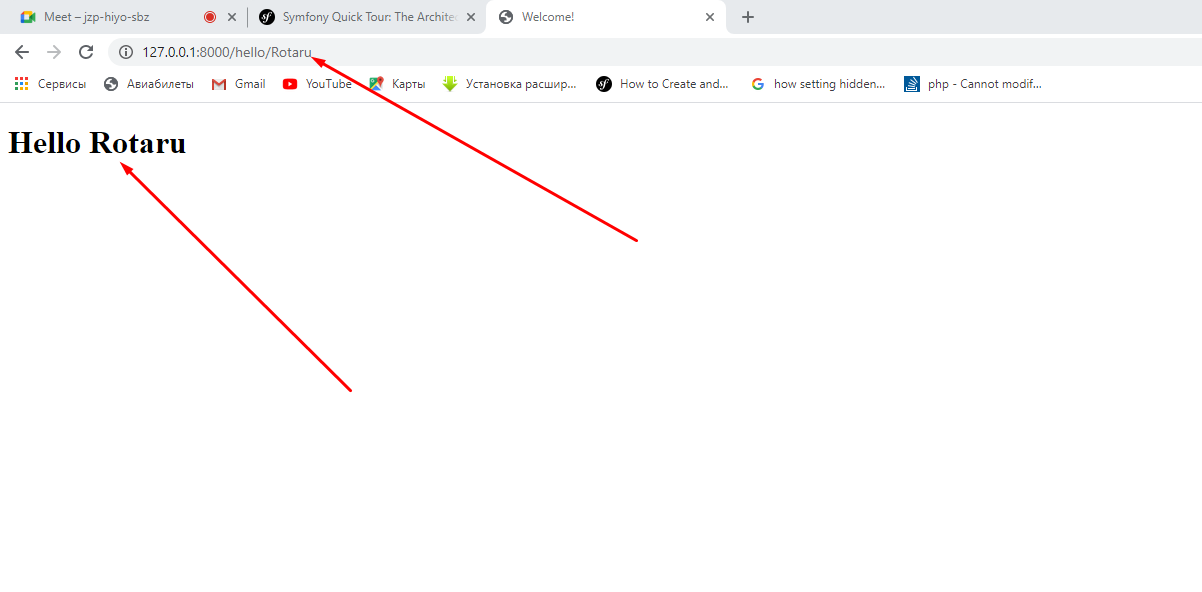 Meet – jzp-hiyo-sbz
Symfony Quick Tour: The Architec
Welcome!
127.0.0.1:8000/hello/Rotaru
Сервисы
Авиабилеты
Gmail
YouTube
Карты
Установка расшир...
How to Create and...
how setting hidden...
php - Cannot modif...
Hello Rotaru